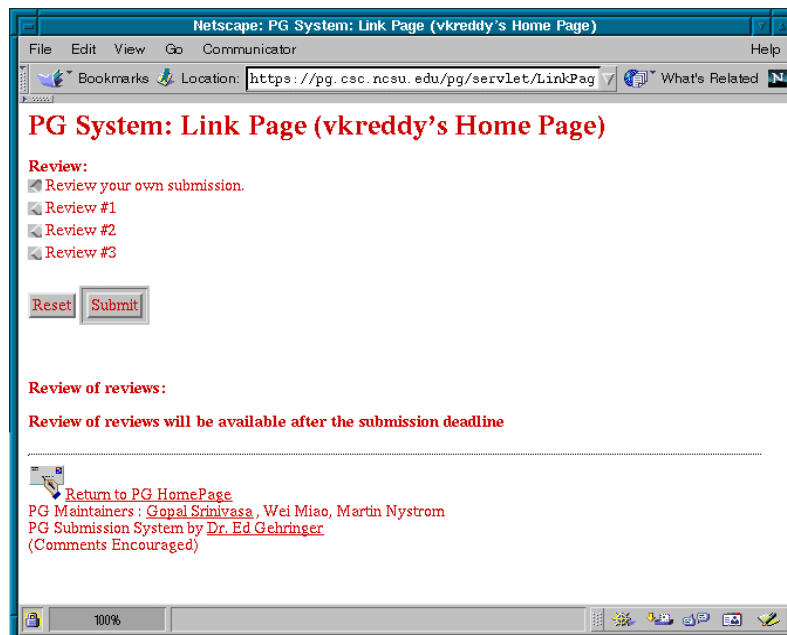 Netscape: PG System: Link Page (vkreddy's Home Page)
File Edit View Go Communicator Help
Bookmarks Location: https://pg.csc.ncsu.edu/pg/servlet/LinkPag What's Related N
PG System: Link Page (vkreddy's Home Page)
Review:
Review your own submission.
Review #1
Review #2
Review #3
Reset Submit
Review of reviews:
Review of reviews will be available after the submission deadline
Return to PG HomePage
PG Maintainers : Gopal Srinivasa , Wei Miao, Martin Nystrom
PG Submission System by Dr. Ed Gehringer
(Comments Encouraged)
100%